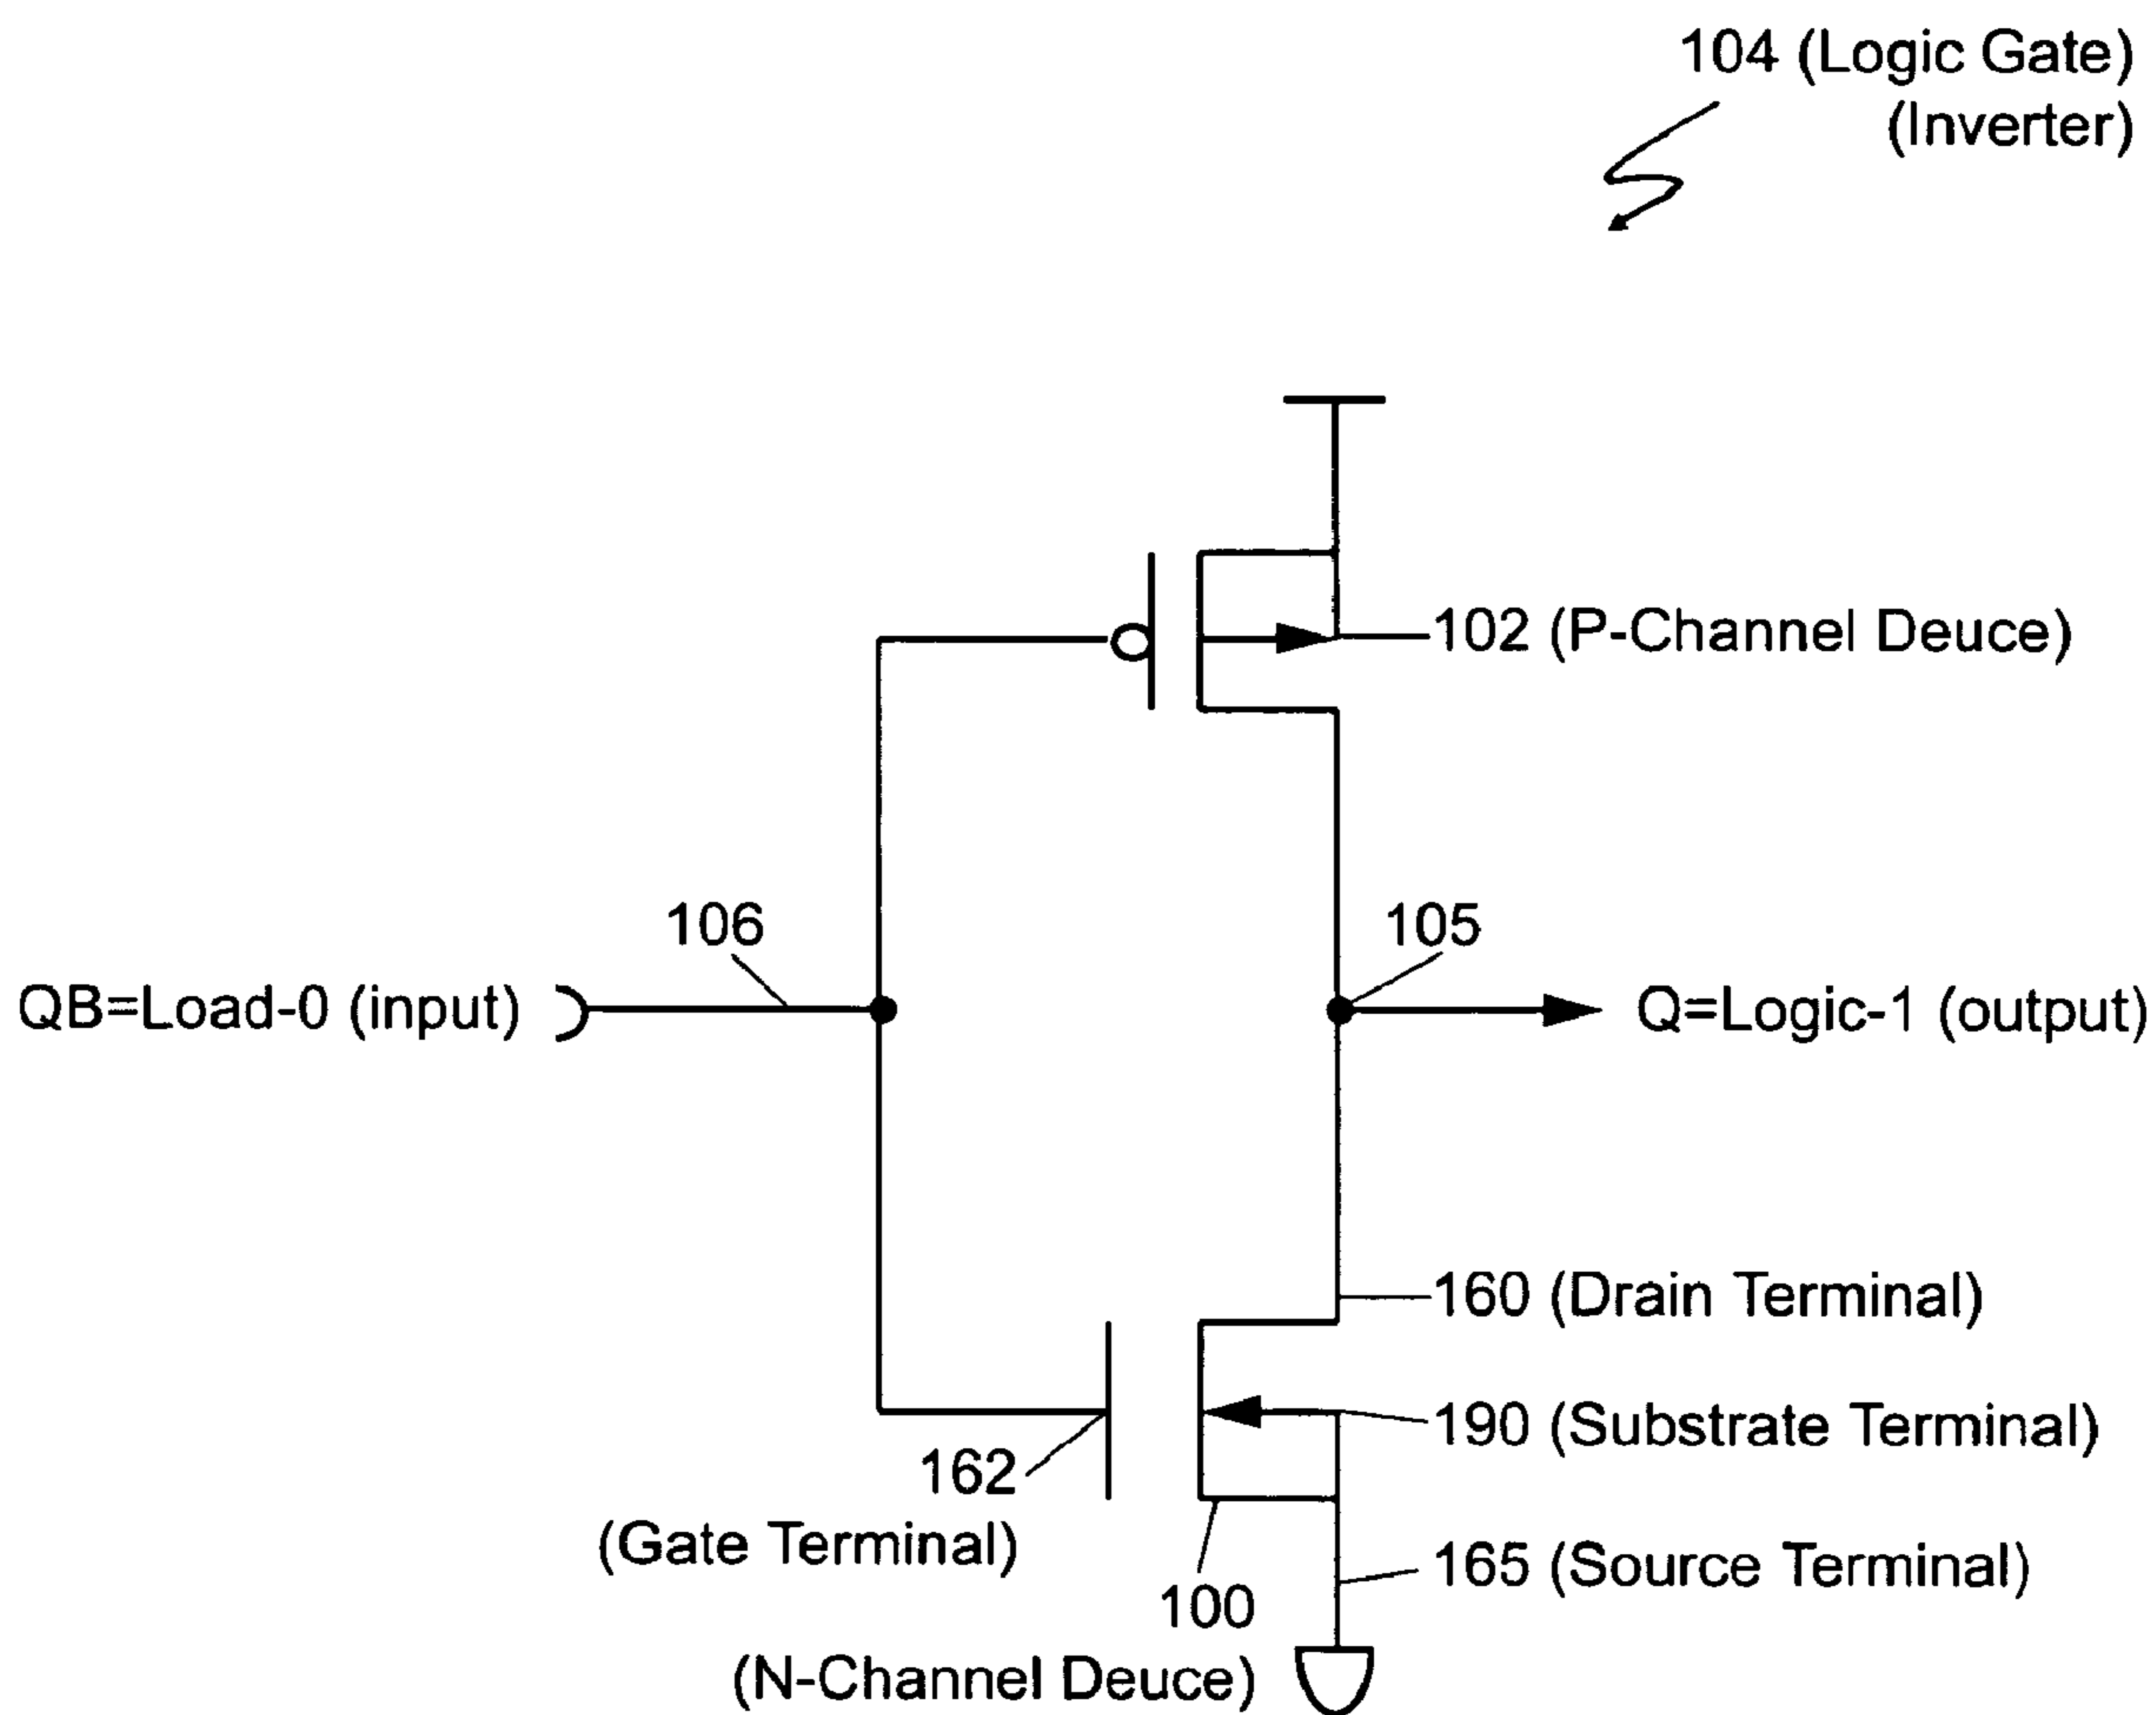 104 (Logic Gate)
(Inverter)
102 (P-Channel Deuce)
106
105
QB=Load-0 (input)
Q=Logic-1 (output)
160 (Drain Terminal)
190 (Substrate Terminal)
162
(Gate Terminal)
165 (Source Terminal)
100
(N-Channel Deuce)